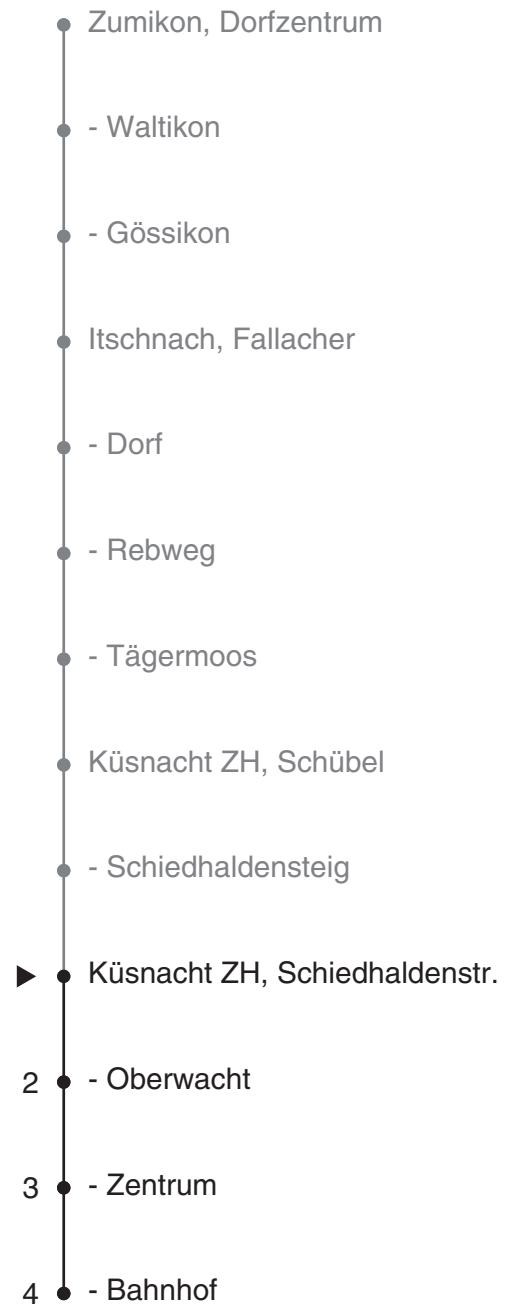 Zumikon, Dorfzentrum
- Waltikon
- Gössikon
Itschnach, Fallacher
- Dorf
- Rebweg
- Tägermoos
Küsnacht ZH, Schübel
- Schiedhaldensteig
Küsnacht ZH, Schiedhaldenstr.
2 - Oberwacht
3 - Zentrum
4 - Bahnhof